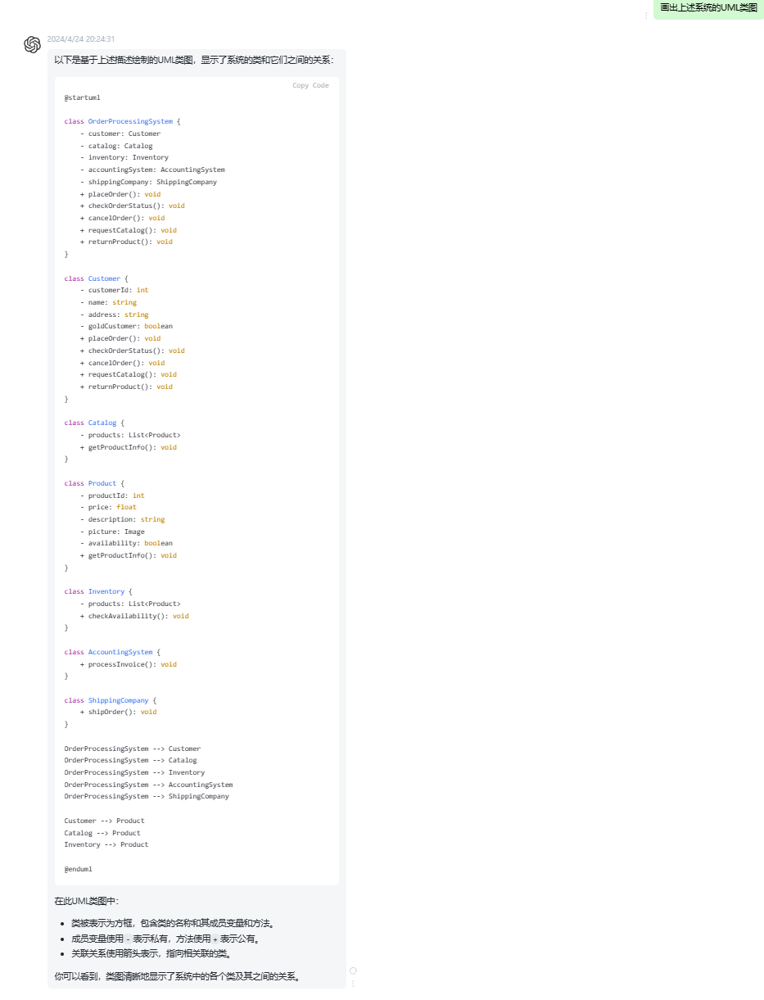 画出上述系统的UML类图
2024/4/24 20:24:31
以下是基于上述描述绘制的UML类图，显示了系统的类和它们之间的关系：
Copy Code
@startuml
class OrderProcessingSystem {
    - customer: Customer
    - catalog: Catalog
    - inventory: Inventory
    - accountingSystem: AccountingSystem
    - shippingCompany: ShippingCompany
    + placeOrder(): void
    + checkOrderStatus(): void
    + cancelOrder(): void
    + requestCatalog(): void
    + returnProduct(): void
}
class Customer {
    - customerId: int
    - name: string
    - address: string
    - goldCustomer: boolean
    + placeOrder(): void
    + checkOrderStatus(): void
    + cancelOrder(): void
    + requestCatalog(): void
    + returnProduct(): void
}
class Catalog {
    - products: List<Product>
    + getProductInfo(): void
}
class Product {
    - productId: int
    - price: float
    - description: string
    - picture: Image
    - availability: boolean
    + getProductInfo(): void
}
class Inventory {
    - products: List<Product>
    + checkAvailability(): void
}
class AccountingSystem {
    + processInvoice(): void
}
class ShippingCompany {
    + shipOrder(): void
}
OrderProcessingSystem --> Customer
OrderProcessingSystem --> Catalog
OrderProcessingSystem --> Inventory
OrderProcessingSystem --> AccountingSystem
OrderProcessingSystem --> ShippingCompany
Customer --> Product
Catalog --> Product
Inventory --> Product
@enduml
在此UML类图中：
• 类被表示为方框，包含类的名称和其成员变量和方法。
• 成员变量使用 - 表示私有，方法使用 + 表示公有。
• 关联关系使用箭头表示，指向相关联的类。
你可以看到，类图清晰地显示了系统中的各个类及其之间的关系。